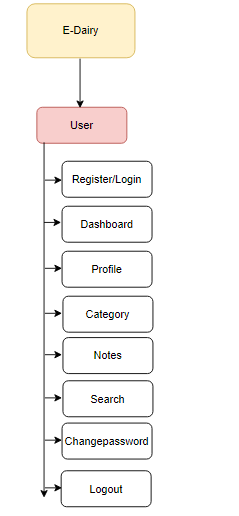 E-Dairy
User
Register/Login
Dashboard
Profile
Category
Notes
Search
Changepassword
Logout